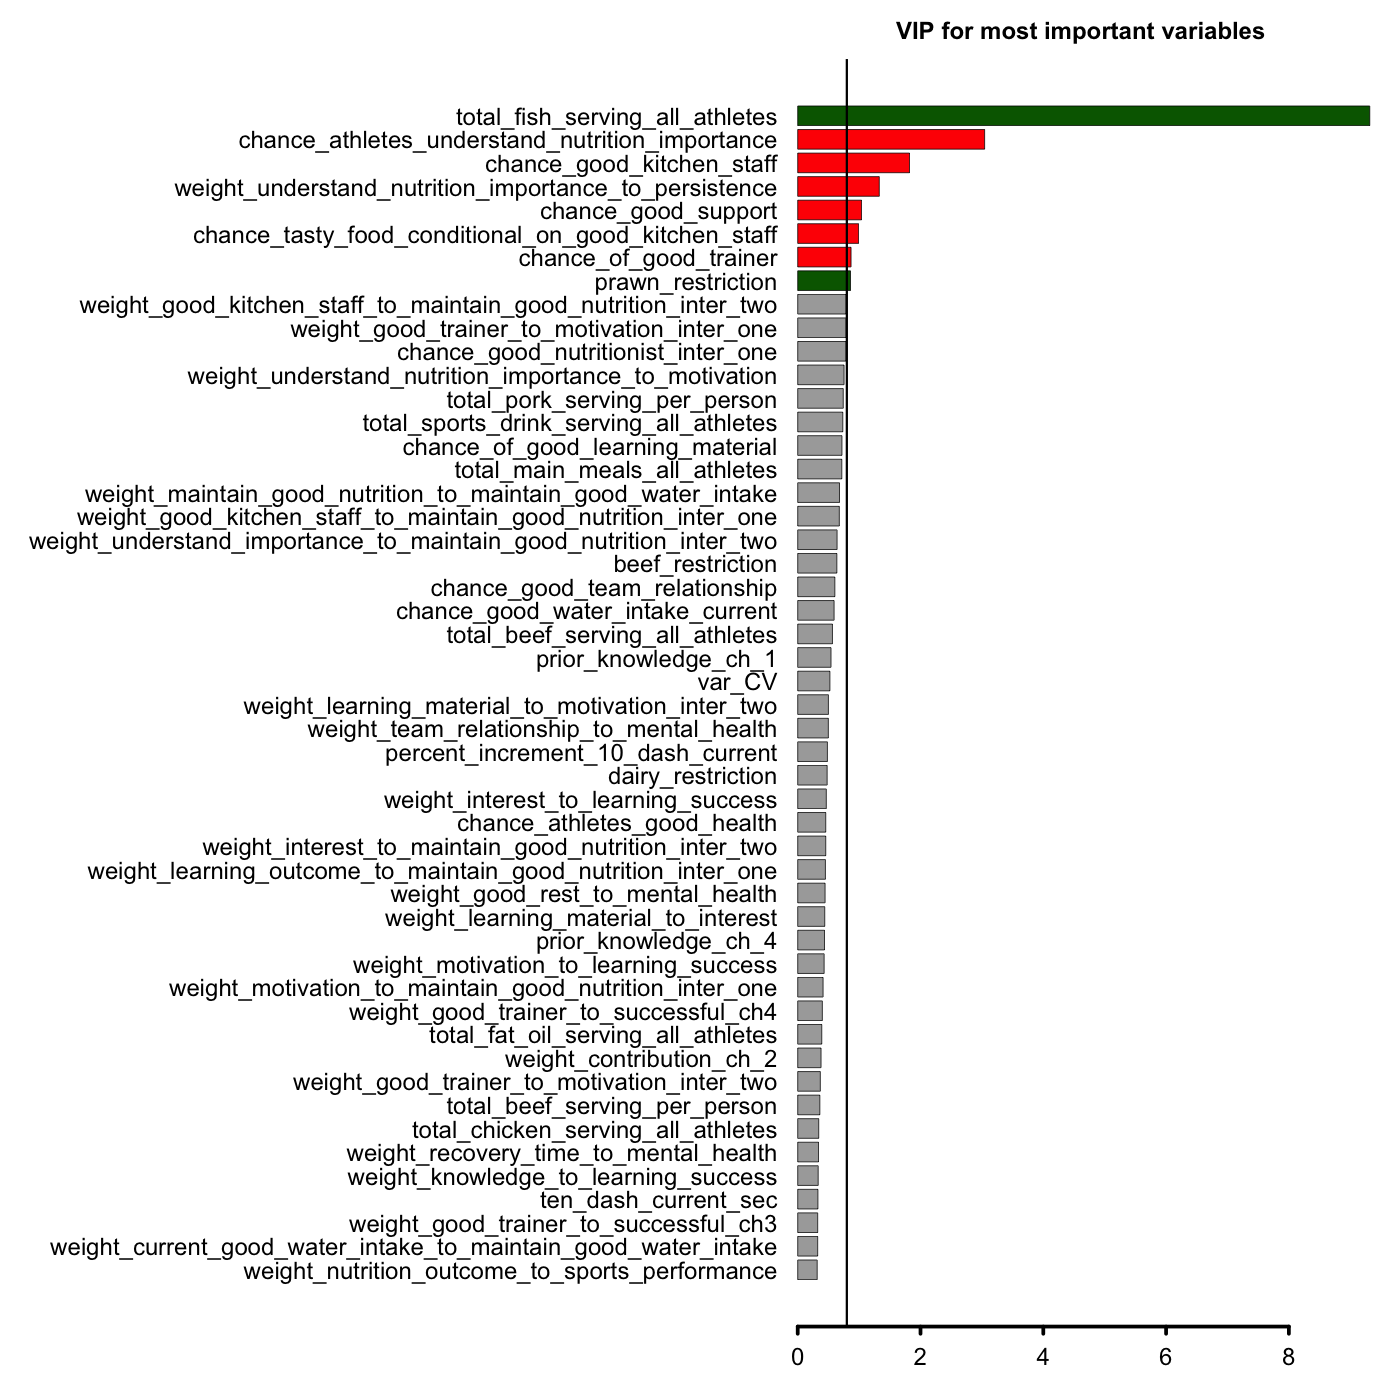 VIP for most important variables
total_fish_serving_all_athletes
chance_athletes_understand_nutrition_importance
chance_good_kitchen_staff
weight_understand_nutrition_importance_to_persistence
chance_good_support
chance_tasty_food_conditional_on_good_kitchen_staff
chance_of_good_trainer
prawn_restriction
weight_good_kitchen_staff_to_maintain_good_nutrition_inter_two
weight_good_trainer_to_motivation_inter_one
chance_good_nutritionist_inter_one
weight_understand_nutrition_importance_to_motivation
total_pork_serving_per_person
total_sports_drink_serving_all_athletes
chance_of_good_learning_material
total_main_meals_all_athletes
weight_maintain_good_nutrition_to_maintain_good_water_intake
weight_good_kitchen_staff_to_maintain_good_nutrition_inter_one
weight_understand_importance_to_maintain_good_nutrition_inter_two
beef_restriction
chance_good_team_relationship
chance_good_water_intake_current
total_beef_serving_all_athletes
prior_knowledge_ch_1
var_CV
weight_learning_material_to_motivation_inter_two
weight_team_relationship_to_mental_health
percent_increment_10_dash_current
dairy_restriction
weight_interest_to_learning_success
chance_athletes_good_health
weight_interest_to_maintain_good_nutrition_inter_two
weight_learning_outcome_to_maintain_good_nutrition_inter_one
weight_good_rest_to_mental_health
weight_learning_material_to_interest
prior_knowledge_ch_4
weight_motivation_to_learning_success
weight_motivation_to_maintain_good_nutrition_inter_one
weight_good_trainer_to_successful_ch4
total_fat_oil_serving_all_athletes
weight_contribution_ch_2
weight_good_trainer_to_motivation_inter_two
total_beef_serving_per_person
total_chicken_serving_all_athletes
weight_recovery_time_to_mental_health
weight_knowledge_to_learning_success
ten_dash_current_sec
weight_good_trainer_to_successful_ch3
weight_current_good_water_intake_to_maintain_good_water_intake
weight_nutrition_outcome_to_sports_performance
0 2 4 6 8